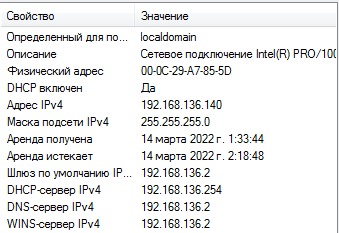 Свойство Значение
Определенный для по... localdomain
Описание Сетевое подключение Intel(R) PRO/100
Физический адрес 00-0C-29-A7-85-5D
DHCP включен Да
Адрес IPv4 192.168.136.140
Маска подсети IPv4 255.255.255.0
Аренда получена 14 марта 2022 г. 1:33:44
Аренда истекает 14 марта 2022 г. 2:18:48
Шлюз по умолчанию IP... 192.168.136.2
DHCP-сервер IPv4 192.168.136.254
DNS-сервер IPv4 192.168.136.2
WINS-сервер IPv4 192.168.136.2